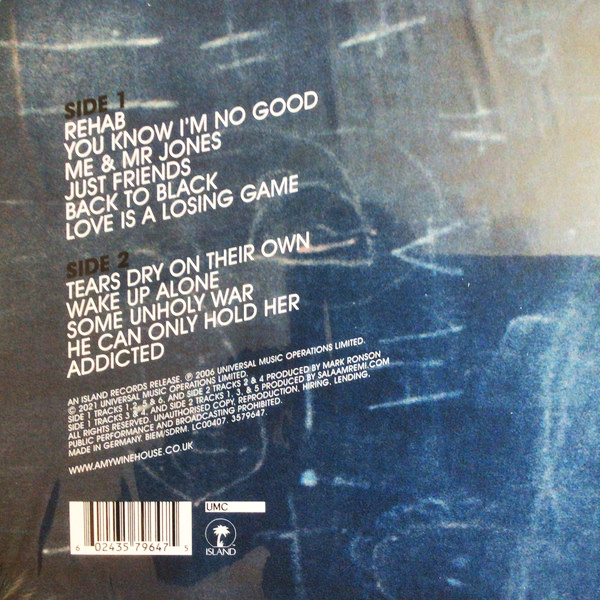 SIDE 1
REHAB
YOU KNOW I'M NO GOOD
ME & MR JONES
JUST FRIENDS
BACK TO BLACK
LOVE IS A LOSING GAME
SIDE 2
TEARS DRY ON THEIR OWN
WAKE UP ALONE
SOME UNHOLY WAR
HE CAN ONLY HOLD HER
ADDICTED
AN ISLAND RECORDS RELEASE. ℗ 2006 UNIVERSAL MUSIC OPERATIONS LIMITED.
© 2021 UNIVERSAL MUSIC OPERATIONS LIMITED.
SIDE 1 TRACKS 1, & 6, AND SIDE 2 TRACKS 2 & 4 PRODUCED BY MARK RONSON
SIDE 1 TRACKS 3 AND SIDE 2 TRACKS 1, 3, & 5 PRODUCED BY SALAAMREMI.COM
ALL RIGHTS RESERVED. UNAUTHORISED COPY, REPRODUCTION, HIRING, LENDING,
PUBLIC PERFORMANCE AND BROADCASTING PROHIBITED.
MADE IN GERMANY. BIEM/SDRM. LC00407. 3579647.
WWW.AMYWINEHOUSE.CO.UK
UMC
ISLAND
6 02435 79647 5